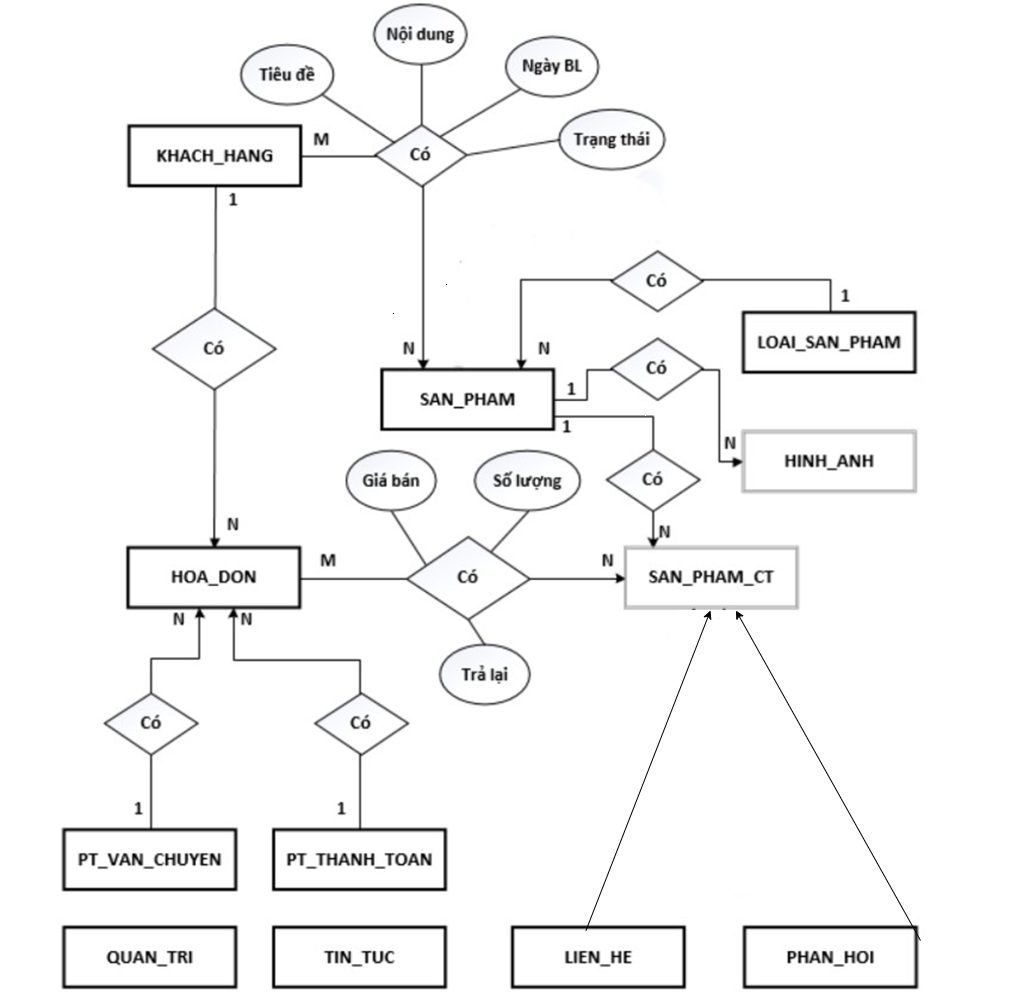 Nội dung
Tiêu đề
Ngày BL
Trạng thái
KHACH_HANG
M
Có
1
Có
1
LOAI_SAN_PHAM
Có
N
N
Có
SAN_PHAM
1
1
N
HINH_ANH
Giá bán
Số lượng
Có
N
N
HOA_DON
M
Có
N
SAN_PHAM_CT
N
N
Trả lại
Có
Có
1
1
PT_VAN_CHUYEN
PT_THANH_TOAN
QUAN_TRI
TIN_TUC
LIEN_HE
PHAN_HOI